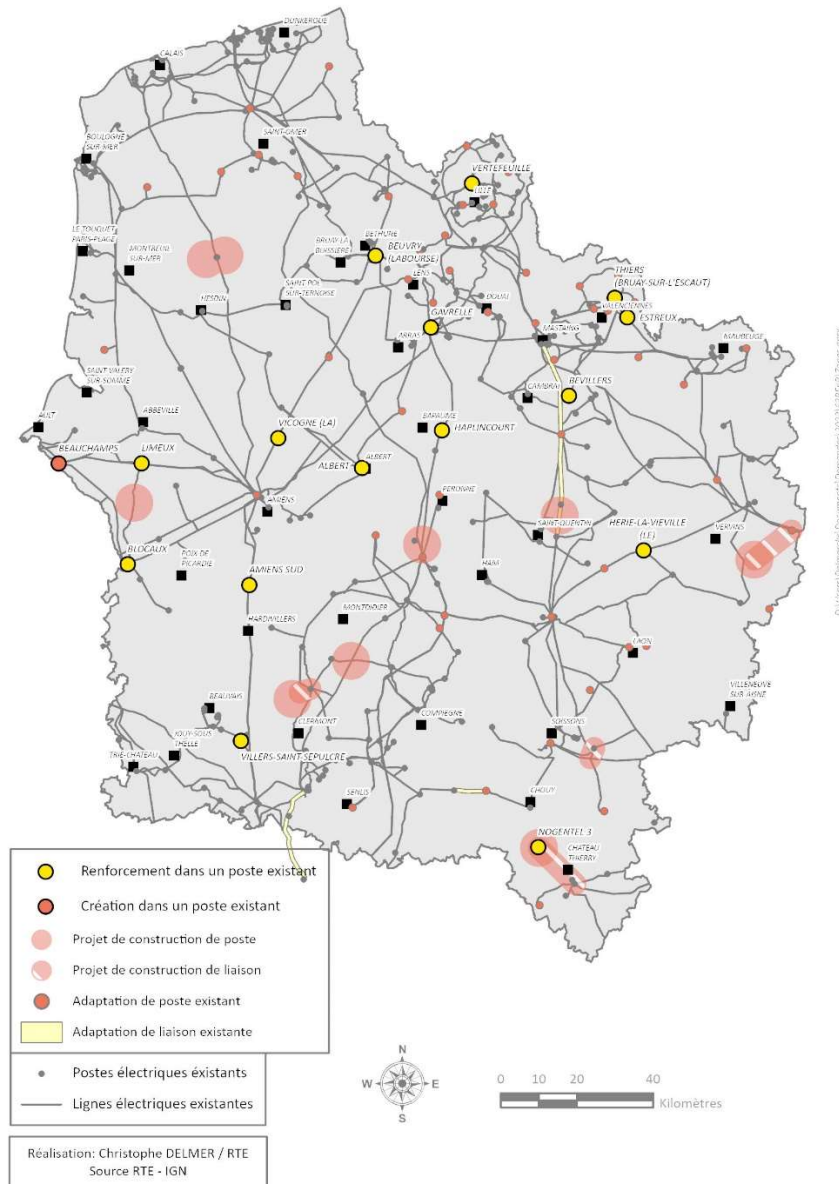 DUNKERQUE
CALAIS
SAINT-OMER
BOULOGNE
SUR-MER
VERTEFEUILLE
LILLE
LE TOUQUET
PARIS-PLAGE
MONTREUIL
SUR-MER
BRUAY-LA
BUISSIERE
BETHUNE
BEUVRY
(LABOURSE)
LENS
HESDIN
SAINT-POL
SUR-TERNOISE
GAVRELLE
DOUAI
THIERS
(BRUAY-SUR-L'ESCAUT)
VALENCIENNES
ESTREUX
ARRAS
MASTAING
MAUBEUGE
SAINT-VALERY
SUR-SOMME
CAMBRAI
BEVILLERS
AULT
ABBEVILLE
VICOGNE (LA)
BAPAUME
HAPLINCOURT
BEAUCHAMPS
LIMEUX
ALBERT
ALBERT
PERONNE
AMIENS
SAINT-QUENTIN
HERIE-LA-VIEVILLE
(LE)
VERVINS
BLOCAUX
POIX DE
PICARDIE
AMIENS SUD
HAM
HARDIVILLERS
MONTDIDIER
LAON
BEAUVAIS
CLERMONT
COMPIEGNE
SOISSONS
VILLENEUVE
SUR-AISNE
JOUY-SOUS
THELLE
TRIE-CHATEAU
VILLERS-SAINT-SEPULCRE
SENLIS
CHOUY
NOGENTEL 3
CHATEAU
THIERRY
Renforcement dans un poste existant
Création dans un poste existant
Projet de construction de poste
Projet de construction de liaison
Adaptation de poste existant
Adaptation de liaison existante
Postes électriques éxistants
Lignes électriques existantes
N
W
E
S
0 10 20 40
Kilomètres
Réalisation: Christophe DELMER / RTE
Source RTE - IGN